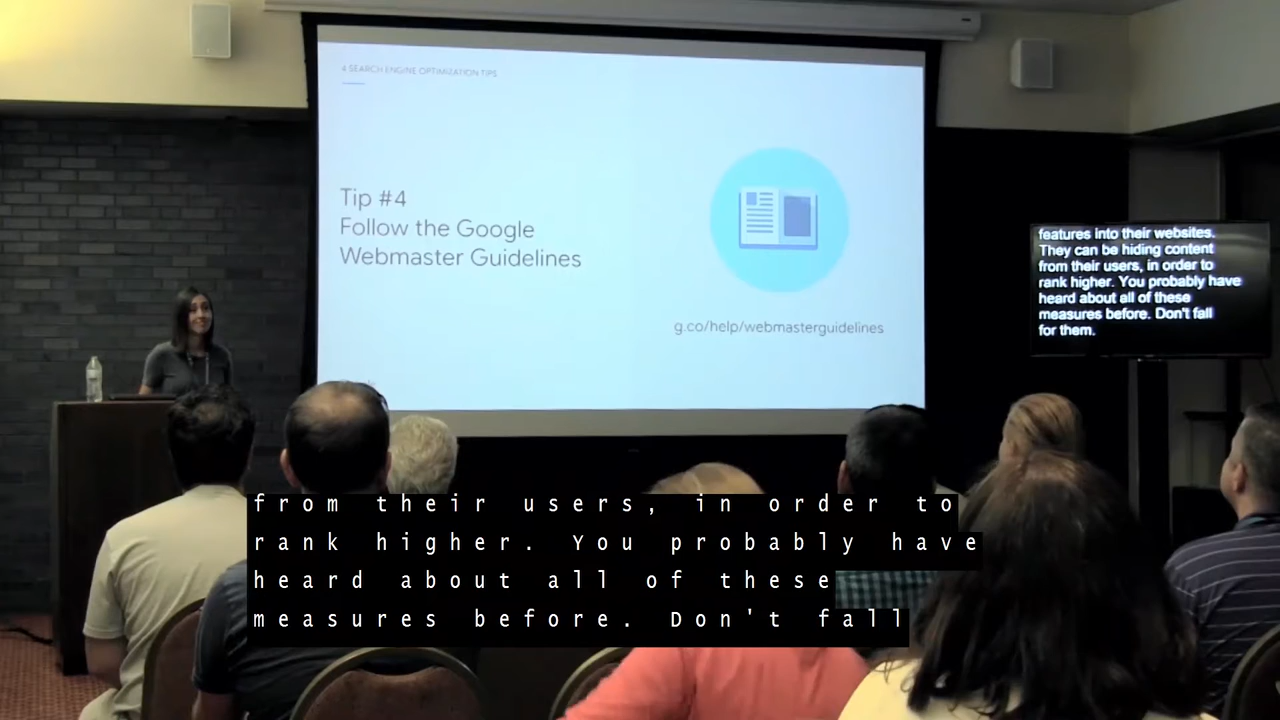 4 SEARCH ENGINE OPTIMIZATION TIPS
Tip #4
Follow the Google
Webmaster Guidelines
g.co/help/webmasterguidelines
features into their websites.
They can be hiding content
from their users, in order to
rank higher. You probably have
heard about all of these
measures before. Don't fall
for them.
from their users, in order to
rank higher. You probably have
heard about all of these
measures before. Don't fall